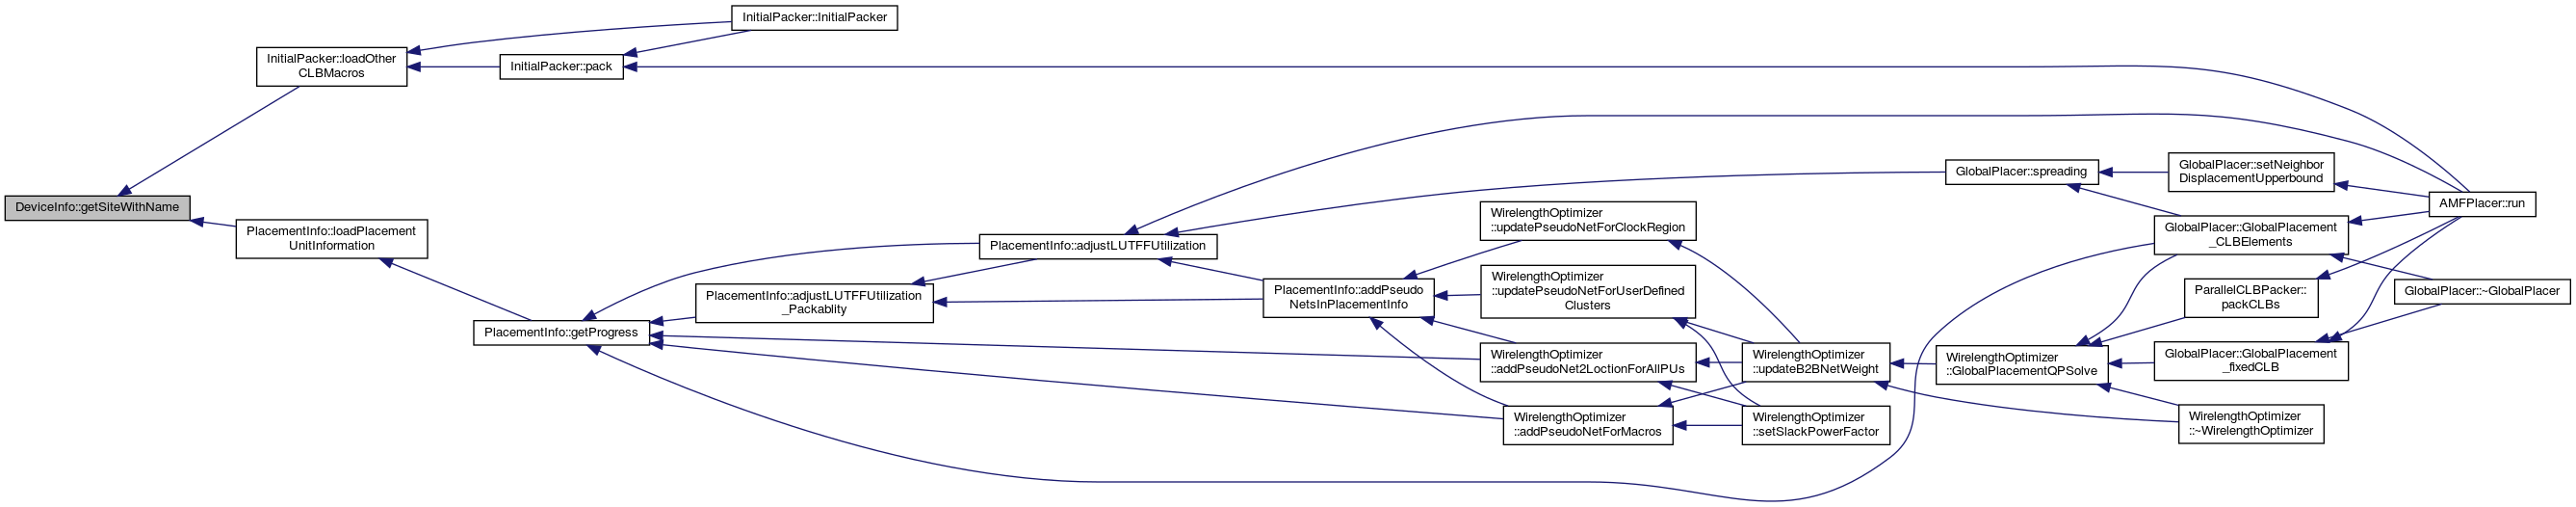 InitialPacker::InitialPacker
InitialPacker::loadOther
CLBMacros
InitialPacker::pack
DeviceInfo::getSiteWithName
PlacementInfo::loadPlacement
UnitInformation
PlacementInfo::getProgress
PlacementInfo::adjustLUTFFUtilization
PlacementInfo::adjustLUTFFUtilization
_Packablity
PlacementInfo::addPseudo
NetsInPlacementInfo
WirelengthOptimizer
::updatePseudoNetForClockRegion
WirelengthOptimizer
::updatePseudoNetForUserDefined
Clusters
WirelengthOptimizer
::addPseudoNet2LoctionForAllPUs
WirelengthOptimizer
::addPseudoNetForMacros
WirelengthOptimizer
::updateB2BNetWeight
WirelengthOptimizer
::setSlackPowerFactor
GlobalPlacer::spreading
WirelengthOptimizer
::GlobalPlacementQPSolve
GlobalPlacer::setNeighbor
DisplacementUpperbound
GlobalPlacer::GlobalPlacement
_CLBElements
ParallelCLBPacker::
packCLBs
GlobalPlacer::GlobalPlacement
_fixedCLB
WirelengthOptimizer
::~WirelengthOptimizer
AMFPlacer::run
GlobalPlacer::~GlobalPlacer